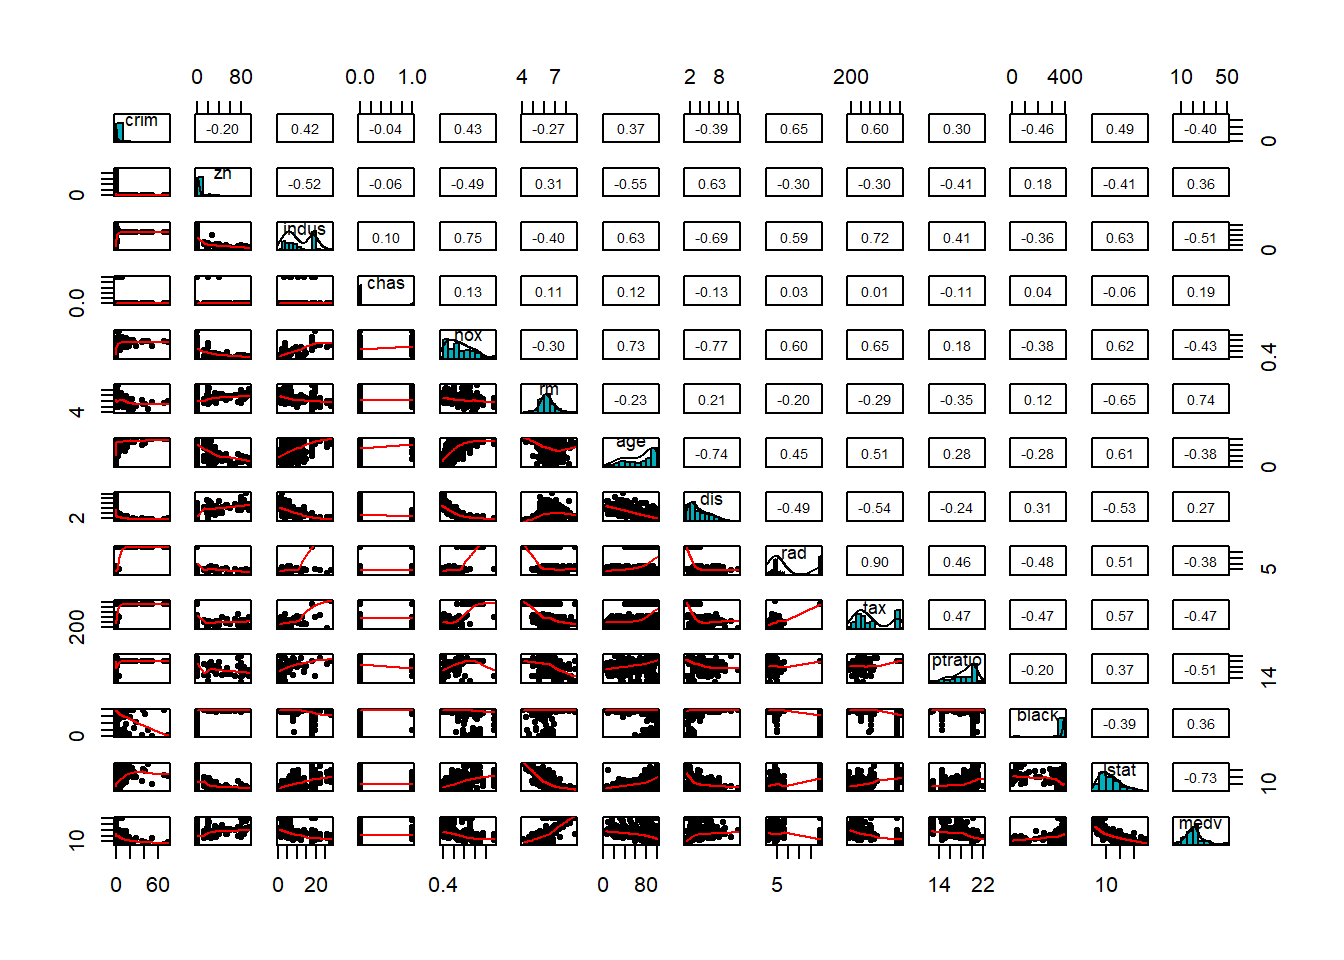 0 80 0.0 1.0 4 7 2 8 200 0 400 10 50
crim -0.20 0.42 -0.04 0.43 -0.27 0.37 -0.39 0.65 0.60 0.30 -0.46 0.49 -0.40 0
0 zn -0.52 -0.06 -0.49 0.31 -0.55 0.63 -0.30 -0.30 -0.41 0.18 -0.41 0.36
indus 0.10 0.75 -0.40 0.63 -0.69 0.59 0.72 0.41 -0.36 0.63 -0.51 0
0.0 chas 0.13 0.11 0.12 -0.13 0.03 0.01 -0.11 0.04 -0.06 0.19
nox -0.30 0.73 -0.77 0.60 0.65 0.18 -0.38 0.62 -0.43 0.4
4 rm -0.23 0.21 -0.20 -0.29 -0.35 0.12 -0.65 0.74
age -0.74 0.45 0.51 0.28 -0.28 0.61 -0.38 0
2 dis -0.49 -0.54 -0.24 0.31 -0.53 0.27
rad 0.90 0.46 -0.48 0.51 -0.38 5
200 tax 0.47 -0.47 0.57 -0.47
ptratio -0.20 0.37 -0.51 14
0 black -0.39 0.36
lstat -0.73 10
10 medv
0 60 0 20 0.4 0 80 5 14 22 10